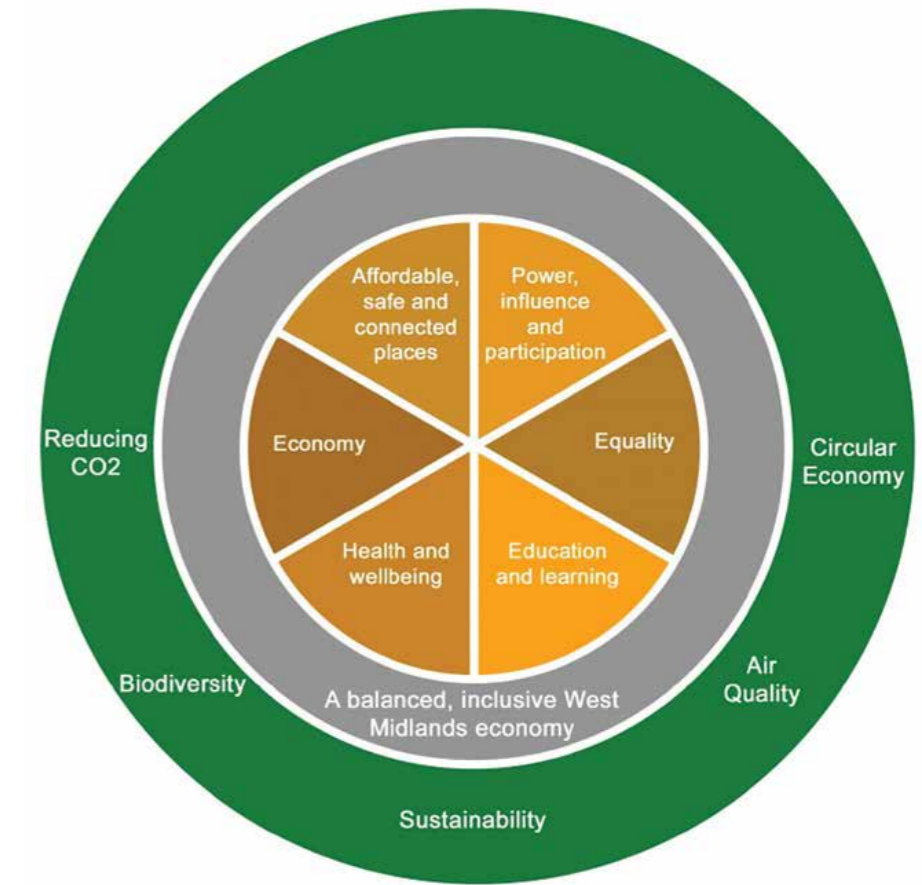 Affordable,
safe and
connected
places
Power,
influence
and
participation
Economy
Equality
Health and
wellbeing
Education
and learning
A balanced, inclusive West
Midlands economy
Reducing
CO2
Circular
Economy
Biodiversity
Air
Quality
Sustainability